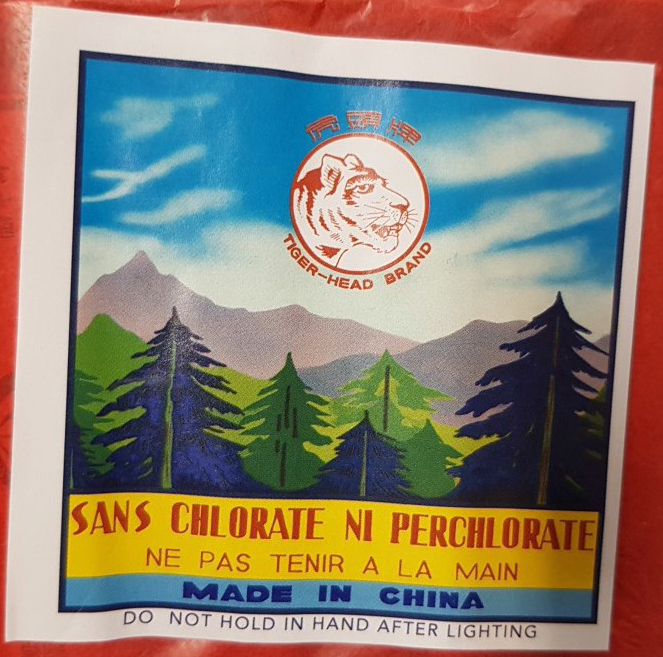 虎頭牌
TIGER-HEAD BRAND
SANS CHLORATE NI PERCHLORATE
NE PAS TENIR A LA MAIN
MADE IN CHINA
DO NOT HOLD IN HAND AFTER LIGHTING